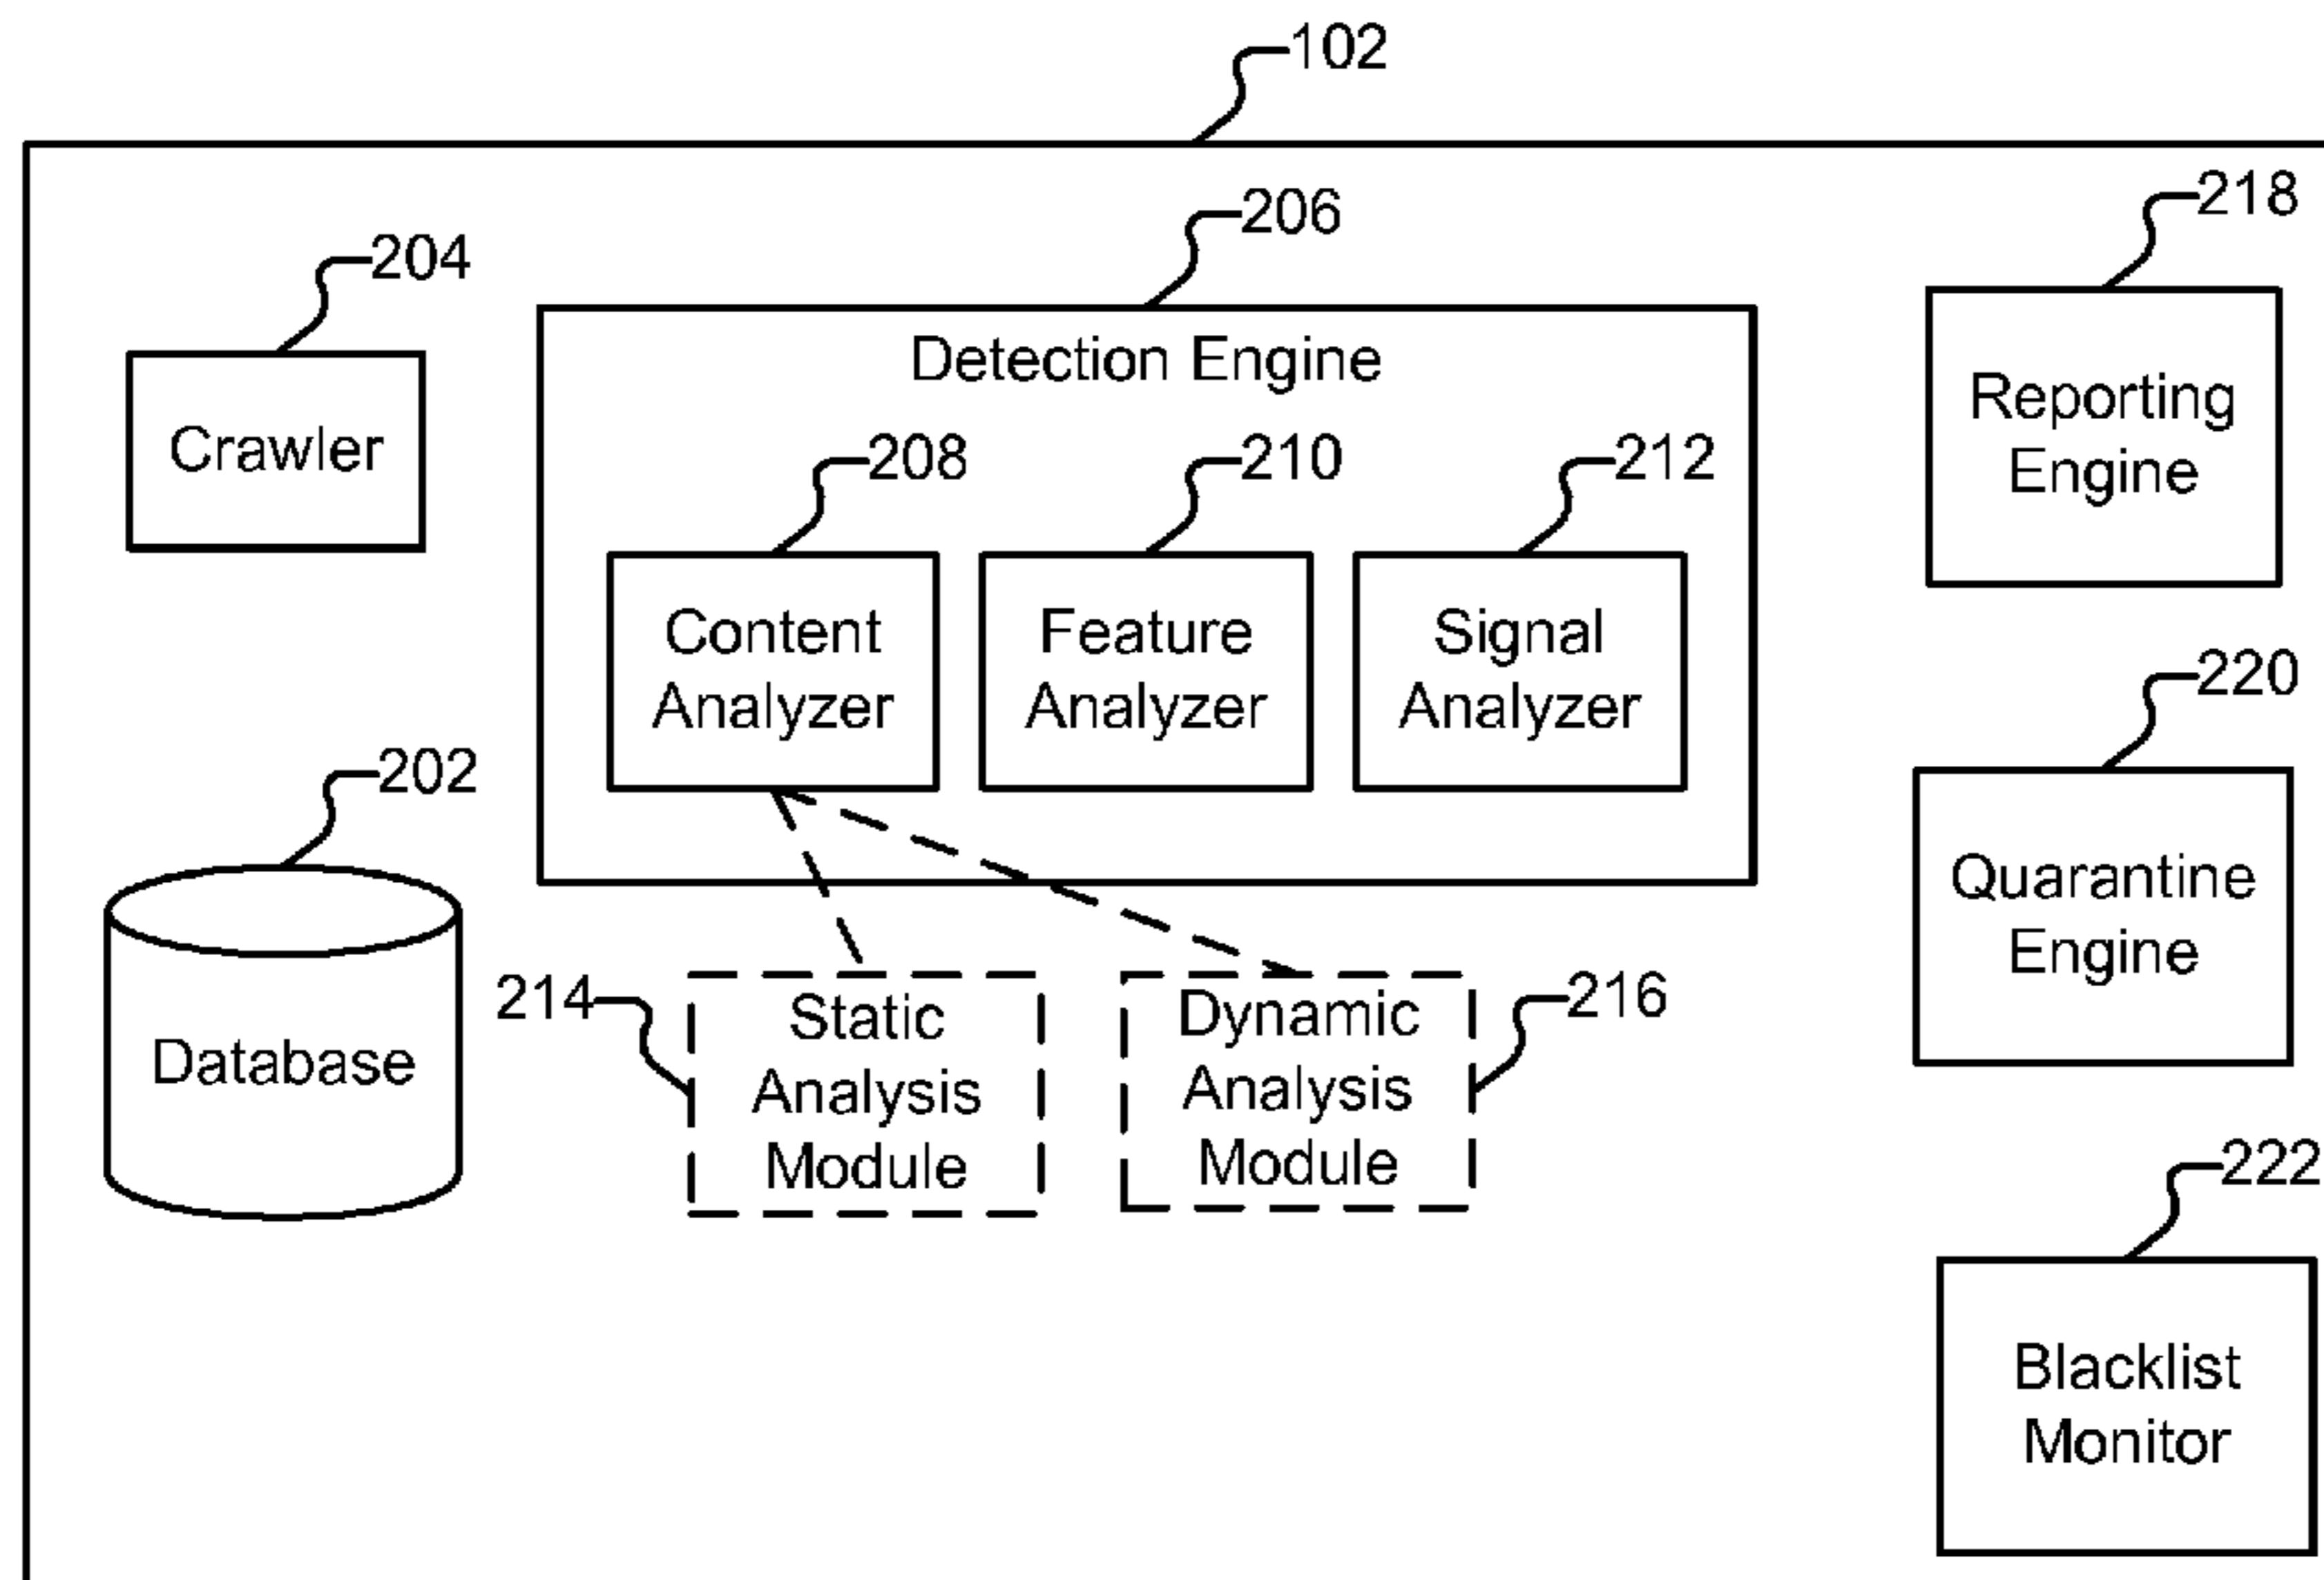 102
206
218
204
Detection Engine
Reporting
Engine
Crawler
208
210
212
Content
Analyzer
Feature
Analyzer
Signal
Analyzer
220
202
Quarantine
Engine
214
Static
Analysis
Module
Dynamic
Analysis
Module
216
Database
222
Blacklist
Monitor